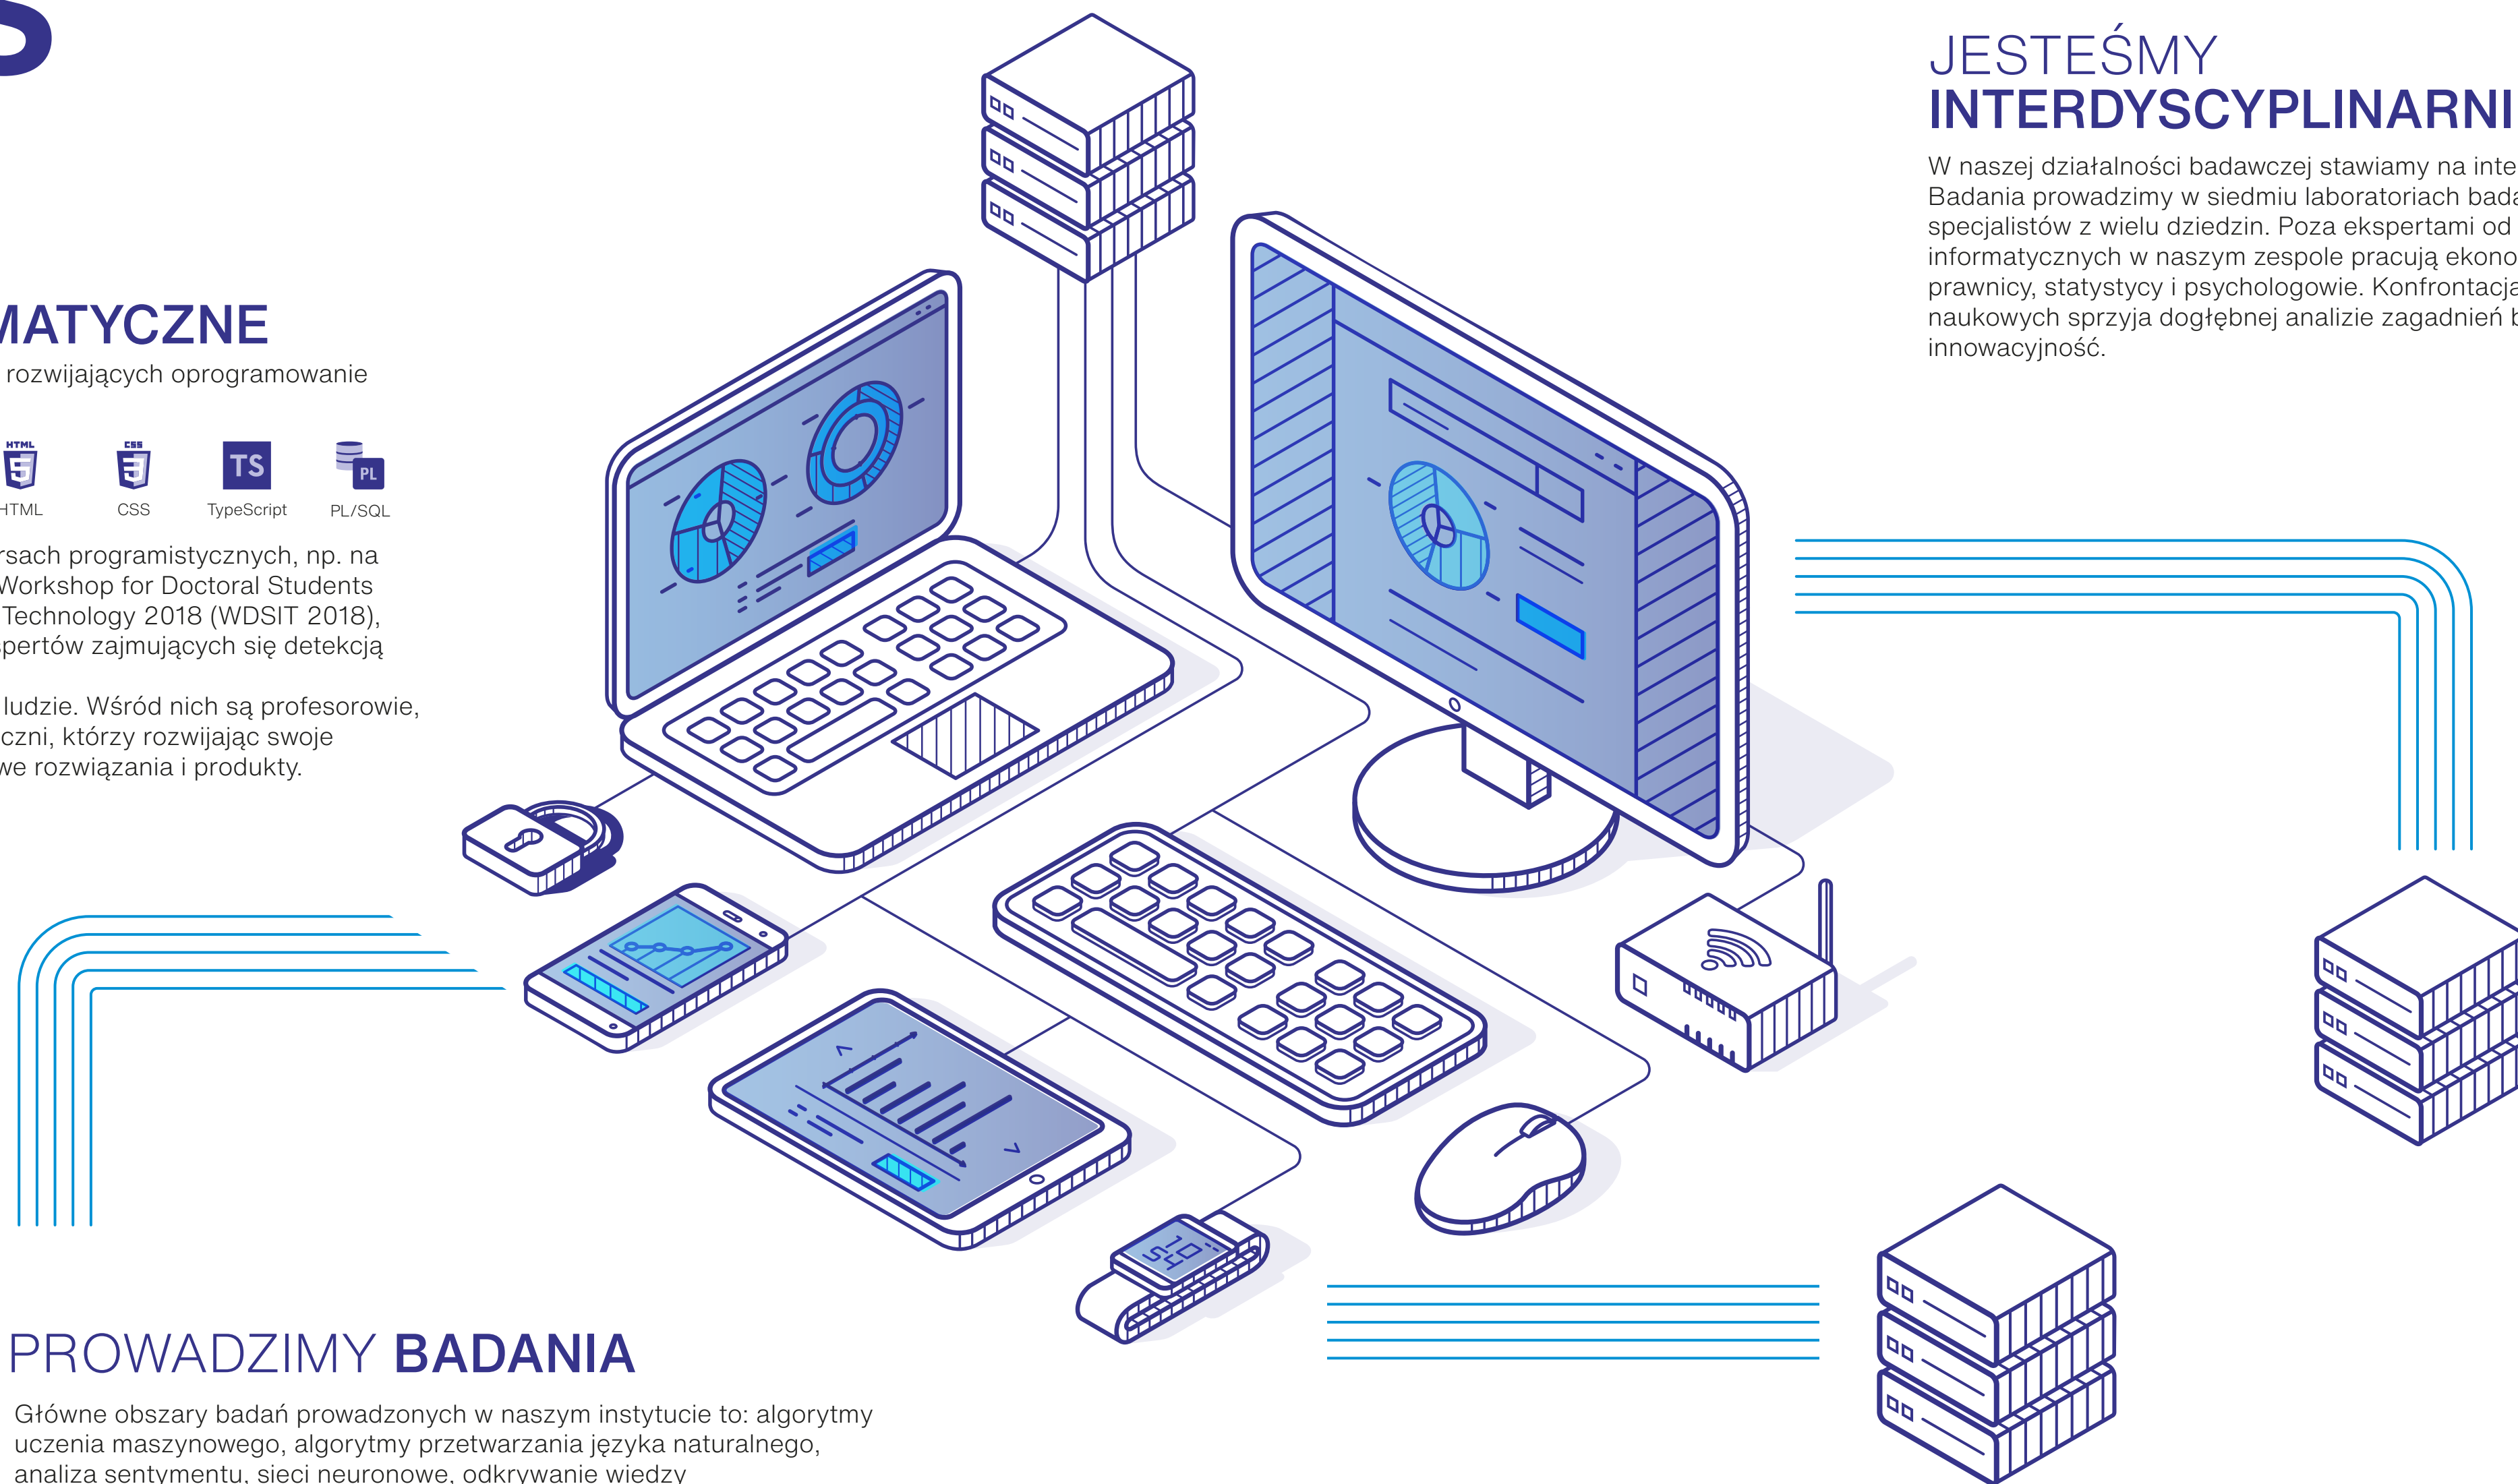 S
JESTEŚMY
INTERDYSCYPLINARNI
W naszej działalności badawczej stawiamy na inte
Badania prowadzimy w siedmiu laboratoriach bada
specjalistów z wielu dziedzin. Poza ekspertami od
informatycznych w naszym zespole pracują ekono
prawnicy, statystycy i psychologowie. Konfrontacja
naukowych sprzyja dogłębnej analizie zagadnień b
innowacyjność.
MATYCZNE
rozwijających oprogramowanie
HTML
5
HTML
CSS
3
CSS
TS
TypeScript
PL
PL/SQL
rsach programistycznych, np. na
Workshop for Doctoral Students
Technology 2018 (WDSIT 2018),
pertów zajmujących się detekcją
ludzie. Wśród nich są profesorowie,
czni, którzy rozwijając swoje
we rozwiązania i produkty.
10
54
PROWADZIMY BADANIA
Główne obszary badań prowadzonych w naszym instytucie to: algorytmy
uczenia maszynowego, algorytmy przetwarzania języka naturalnego,
analiza sentymentu, sieci neuronowe, odkrywanie wiedzy